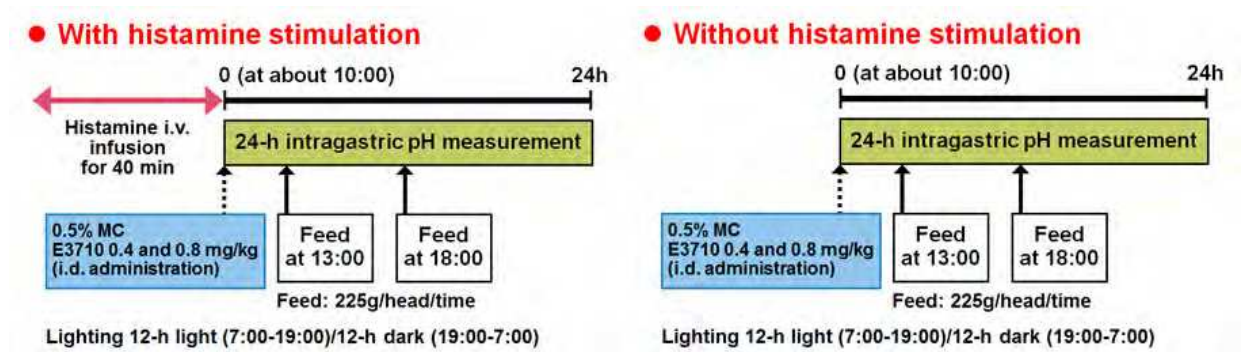 ● With histamine stimulation
0 (at about 10:00)
24h
Histamine i.v.
infusion
for 40 min
24-h intragastric pH measurement
0.5% MC
E3710 0.4 and 0.8 mg/kg
(i.d. administration)
Feed
at 13:00
Feed
at 18:00
Feed: 225g/head/time
Lighting 12-h light (7:00-19:00)/12-h dark (19:00-7:00)
● Without histamine stimulation
0 (at about 10:00)
24h
24-h intragastric pH measurement
0.5% MC
E3710 0.4 and 0.8 mg/kg
(i.d. administration)
Feed
at 13:00
Feed
at 18:00
Feed: 225g/head/time
Lighting 12-h light (7:00-19:00)/12-h dark (19:00-7:00)